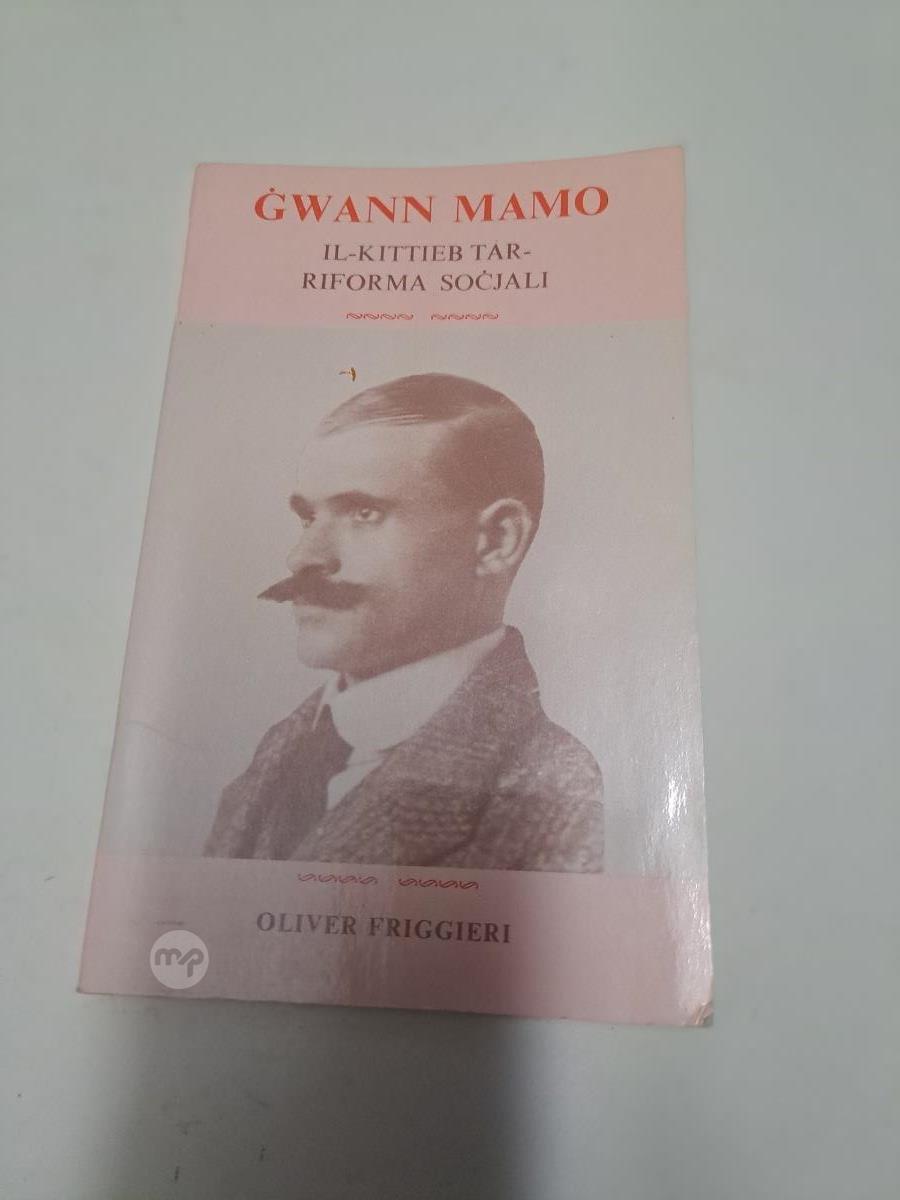 ĠWANN MAMO
IL-KITTIEB TAR-
RIFORMA SOĊJALI
OLIVER FRIGGIERI
mp